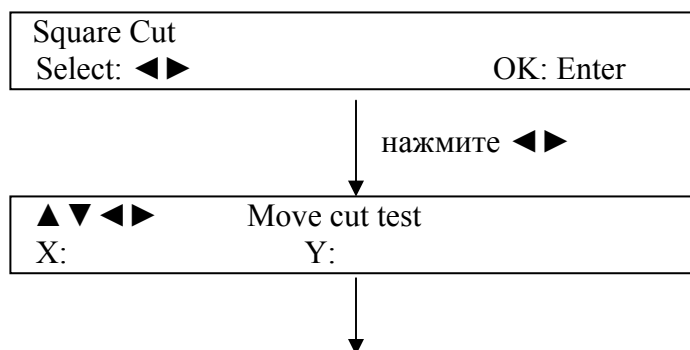 Square Cut
Select: ◄► OK: Enter
нажмите ◄►
▲▼◄► Move cut test
X: Y: